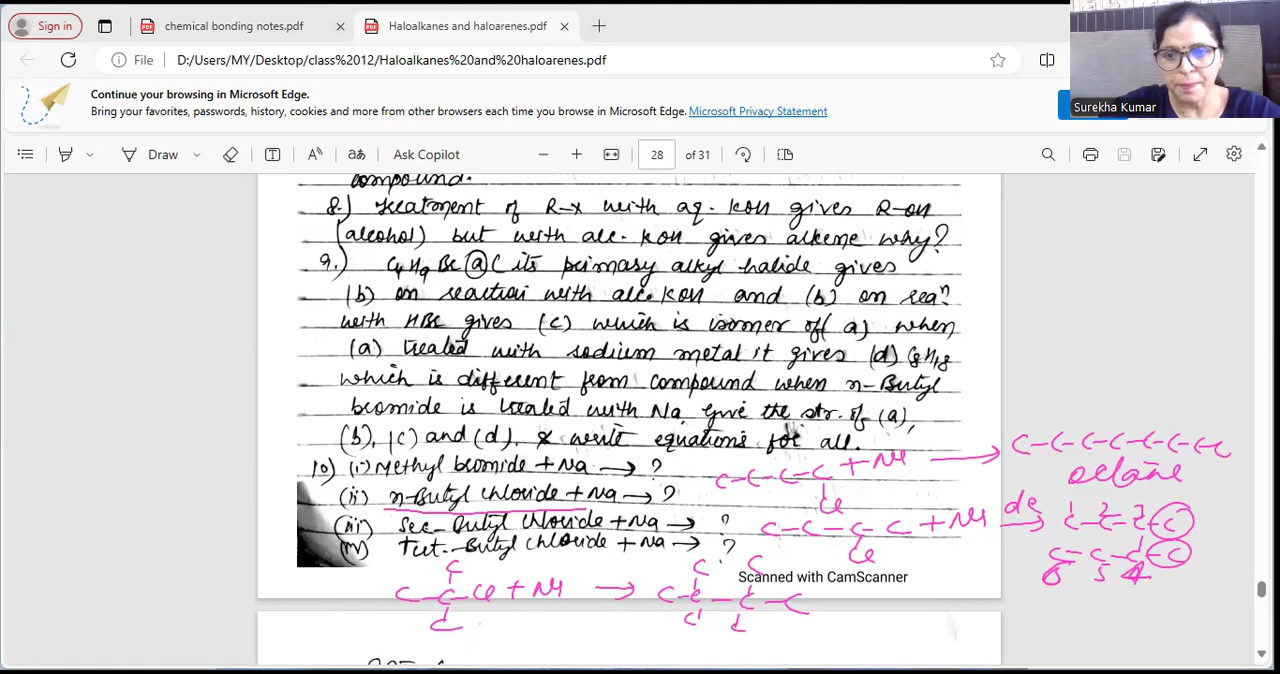 Sign in
chemical bonding notes.pdf
Haloalkanes and haloarenes.pdf
File
D:/Users/MY/Desktop/class%2012/Haloalkanes%20and%20haloarenes.pdf
Continue your browsing in Microsoft Edge.
Bring your favorites, passwords, history, cookies and more from other browsers each time you browse in Microsoft Edge. Microsoft Privacy Statement
Surekha Kumar
Draw
Ask Copilot
28 of 31
compound.
8.) Treatment of R-X with aq. KOH gives R-OH
(alcohol) but with alc. KOH gives alkene why?
9.) C4H9Br (a) its primary alkyl halide gives
(b) on reaction with alc. KOH and (b) on reaⁿ
with HBr gives (c) which is isomer of (a) when
(a) treated with sodium metal it gives (d) C8H18
which is different from compound when n-Butyl
bromide is treated with Na give the str. of (a),
(b), (c) and (d). & write equations for all.
10) (i) Methyl bromide + Na → ?
(ii) n-Butyl chloride + Na → ?
(iii) sec-Butyl chloride + Na → ?
(iv) tert-Butyl chloride + Na → ?
C-C-C-C + Na → C-C-C-C-C-C-C-C
Cl
octane
C-C-C-C + Na
Cl
Scanned with CamScanner